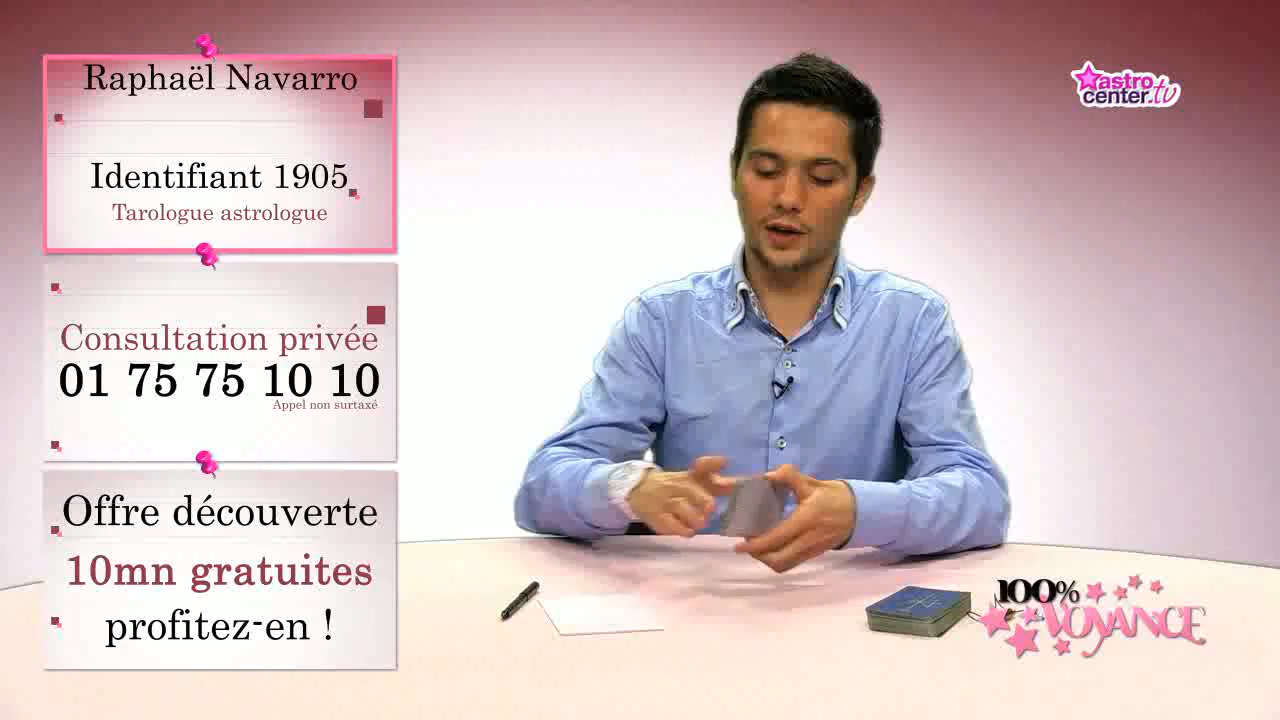 Raphaël Navarro
Identifiant 1905
Tarologue astrologue
Consultation privée
01 75 75 10 10
Appel non surtaxé
Offre découverte
10mn gratuites
profitez-en !
astro
center.tv
100%
VOYANCE